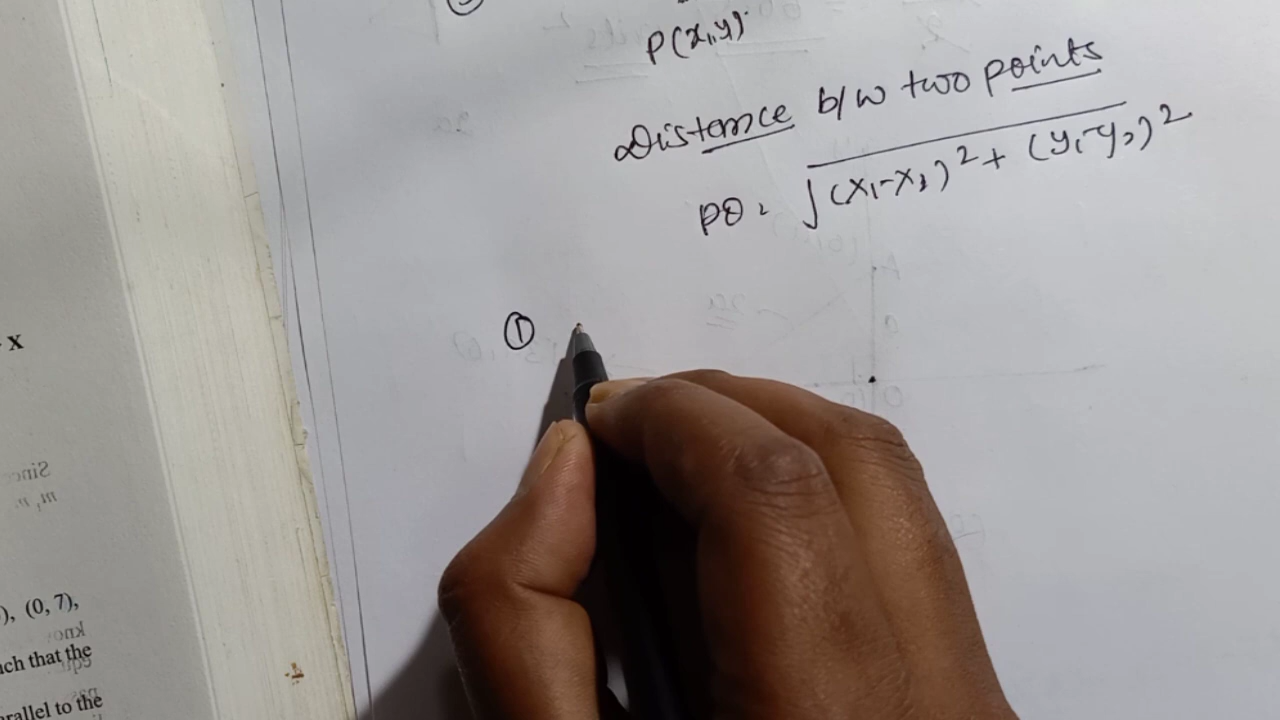 P(x, y)
Distance b/w two points
PQ = √(x₁-x₂)² + (y₁-y₂)²
①
x
), (0, 7),
ach that the
rallel to the